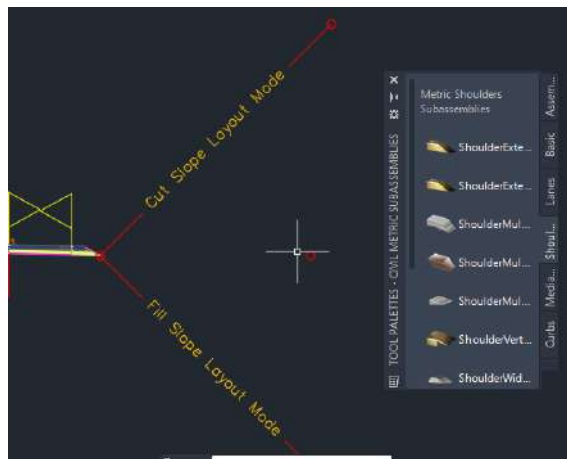 Cut Slope Layout Mode
Fill Slope Layout Mode
TOOL PALETTES - CIVIL METRIC SUBASSEMBLIES
Metric Shoulders
Subassemblies
ShoulderExte...
ShoulderExte...
ShoulderMul...
ShoulderMul...
ShoulderMul...
ShoulderVert...
ShoulderWid...
Assem...
Basic
Lanes
Shoul...
Media...
Curbs